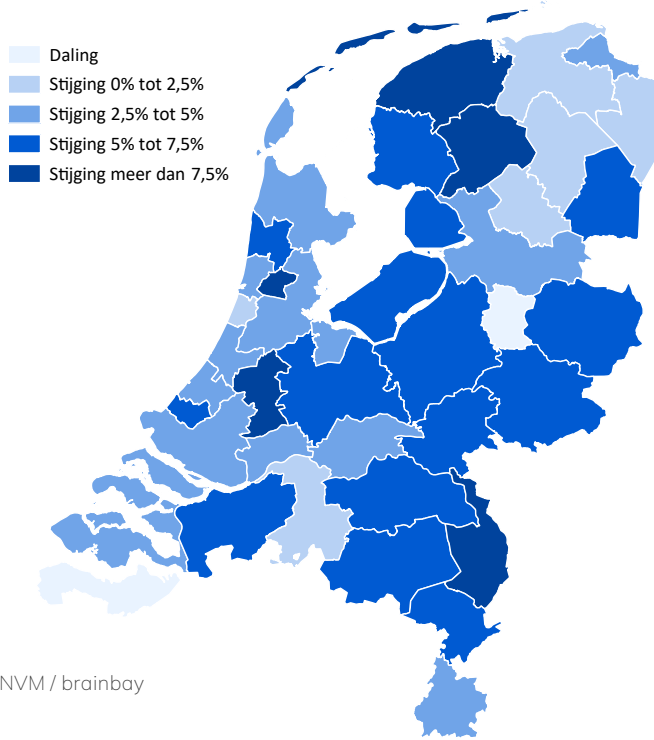 Daling
Stijging 0% tot 2,5%
Stijging 2,5% tot 5%
Stijging 5% tot 7,5%
Stijging meer dan 7,5%
NVM / brainbay